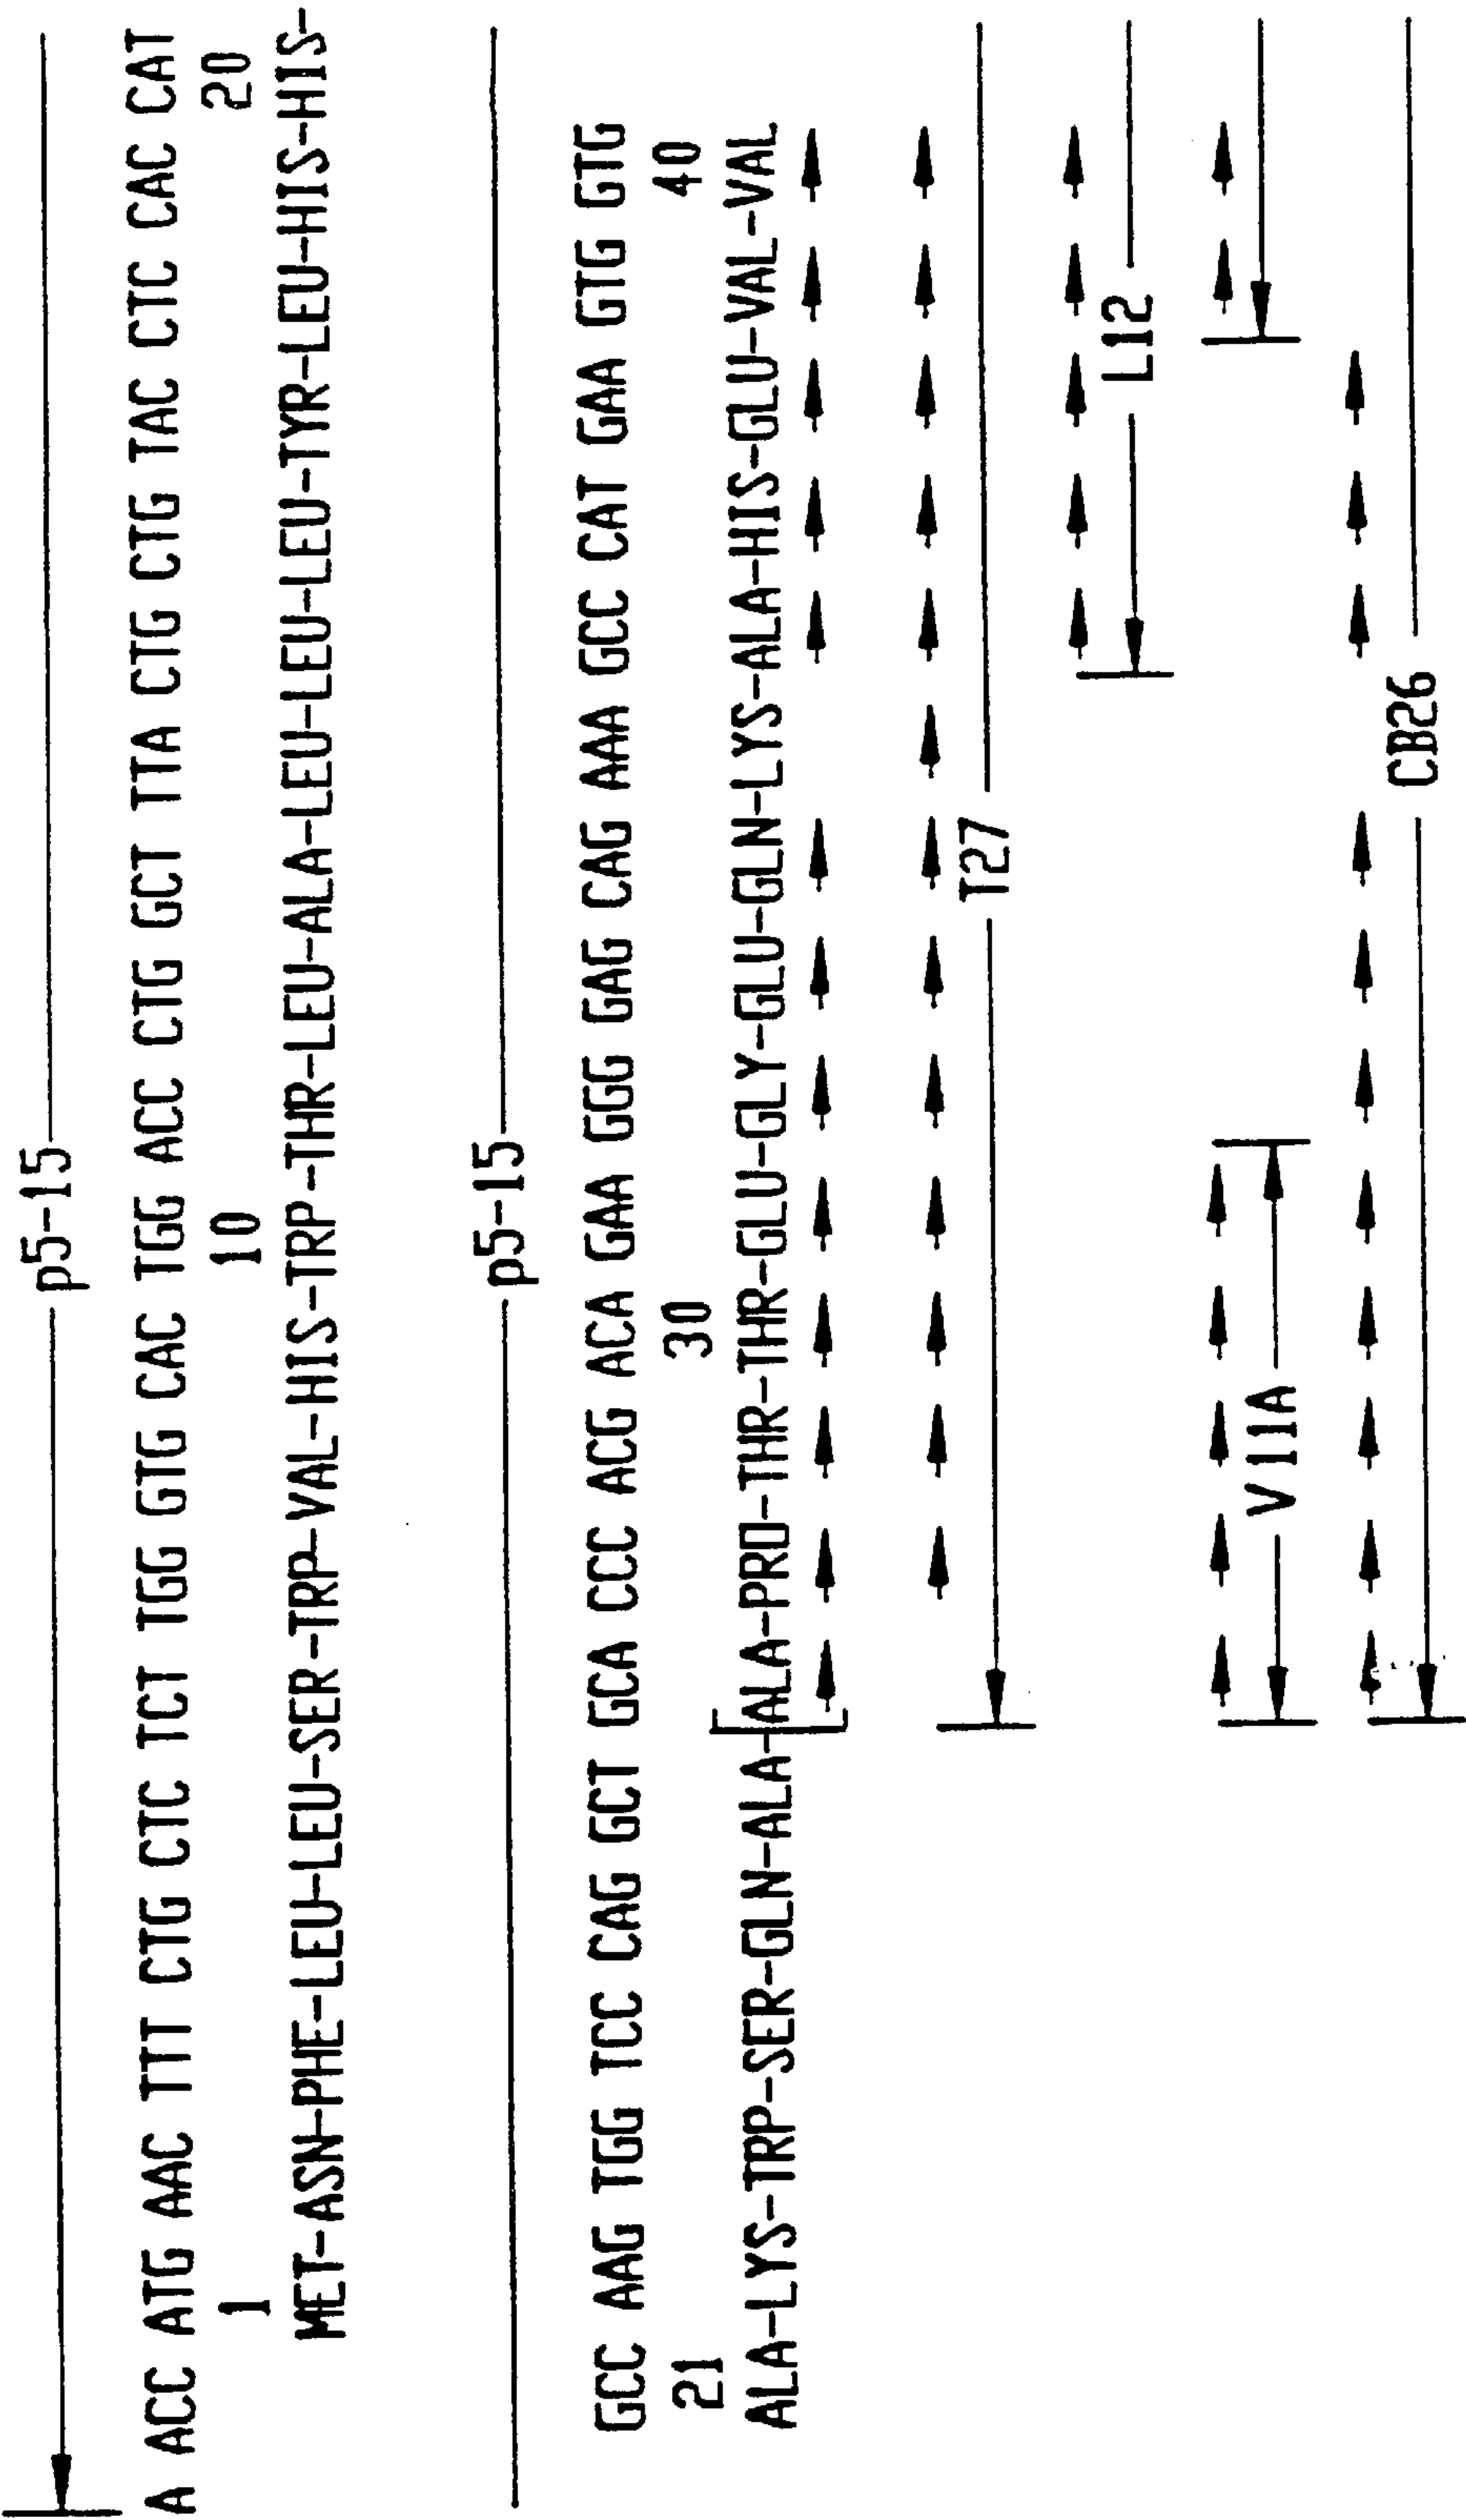 p5-15
A ACC ATG AAC TTT CTG CTC TCT TGG GTG CAC TGG ACC CTG GCT TTA CTG CTG TAC CTC CAC CAT
1 10 20
MET-ASN-PHE-LEU-LEU-SER-TRP-VAL-HIS-TRP-THR-LEU-ALA-LEU-LEU-LEU-TYR-LEU-HIS-HIS-
p5-15
GCC AAG TGG TCC CAG GCT GCA CCC ACG ACA GAA GGG GAG CAG AAA GCC CAT GAA GTG GTG
21 30 40
ALA-LYS-TRP-SER-GLN-ALA-ALA-PRO-THR-THR-GLU-GLY-GLU-GLN-LYS-ALA-HIS-GLU-VAL-VAL
T27
L12
V11A
CB26